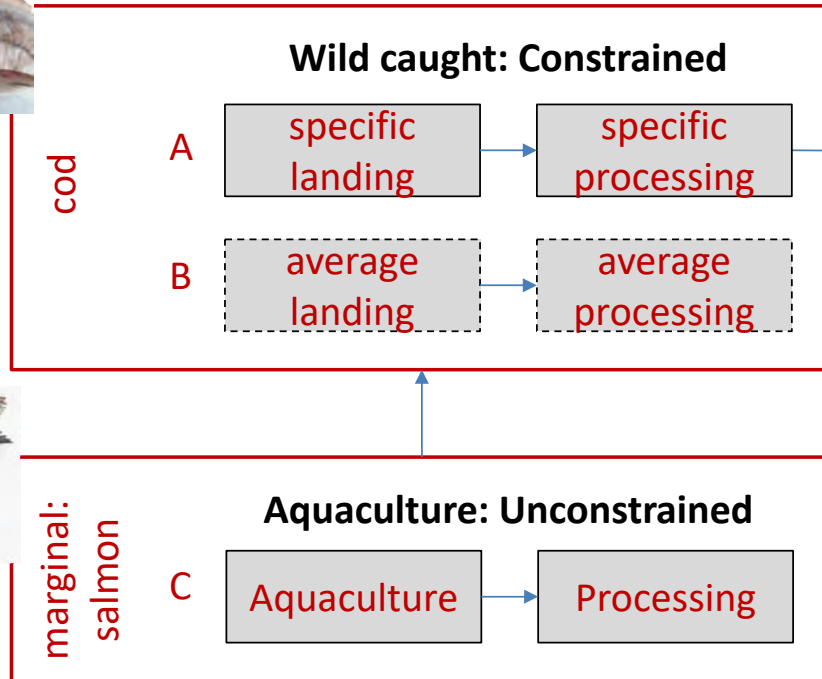 Wild caught: Constrained
cod
A
specific
landing
specific
processing
B
average
landing
average
processing
marginal:
salmon
Aquaculture: Unconstrained
C
Aquaculture
Processing